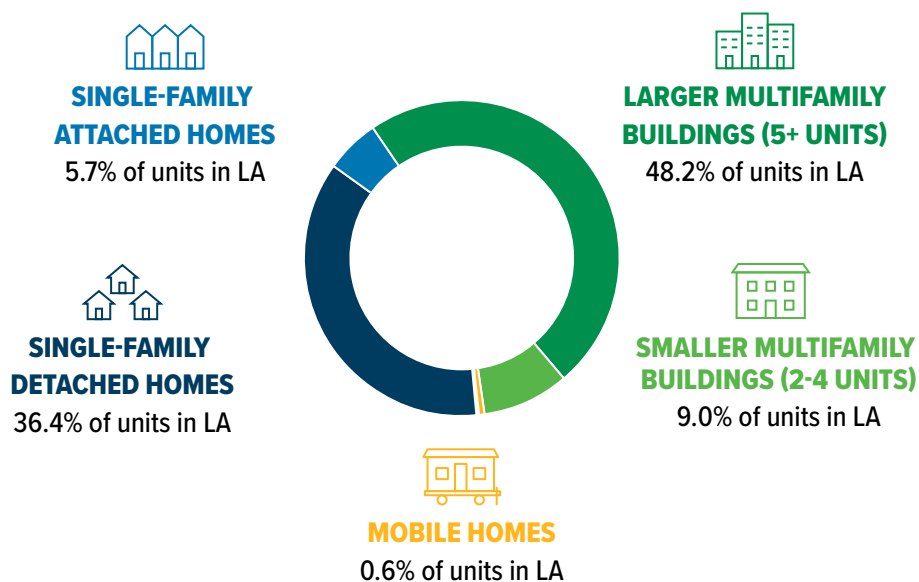 SINGLE-FAMILY
ATTACHED HOMES
5.7% of units in LA
LARGER MULTIFAMILY
BUILDINGS (5+ UNITS)
48.2% of units in LA
SINGLE-FAMILY
DETACHED HOMES
36.4% of units in LA
SMALLER MULTIFAMILY
BUILDINGS (2-4 UNITS)
9.0% of units in LA
MOBILE HOMES
0.6% of units in LA